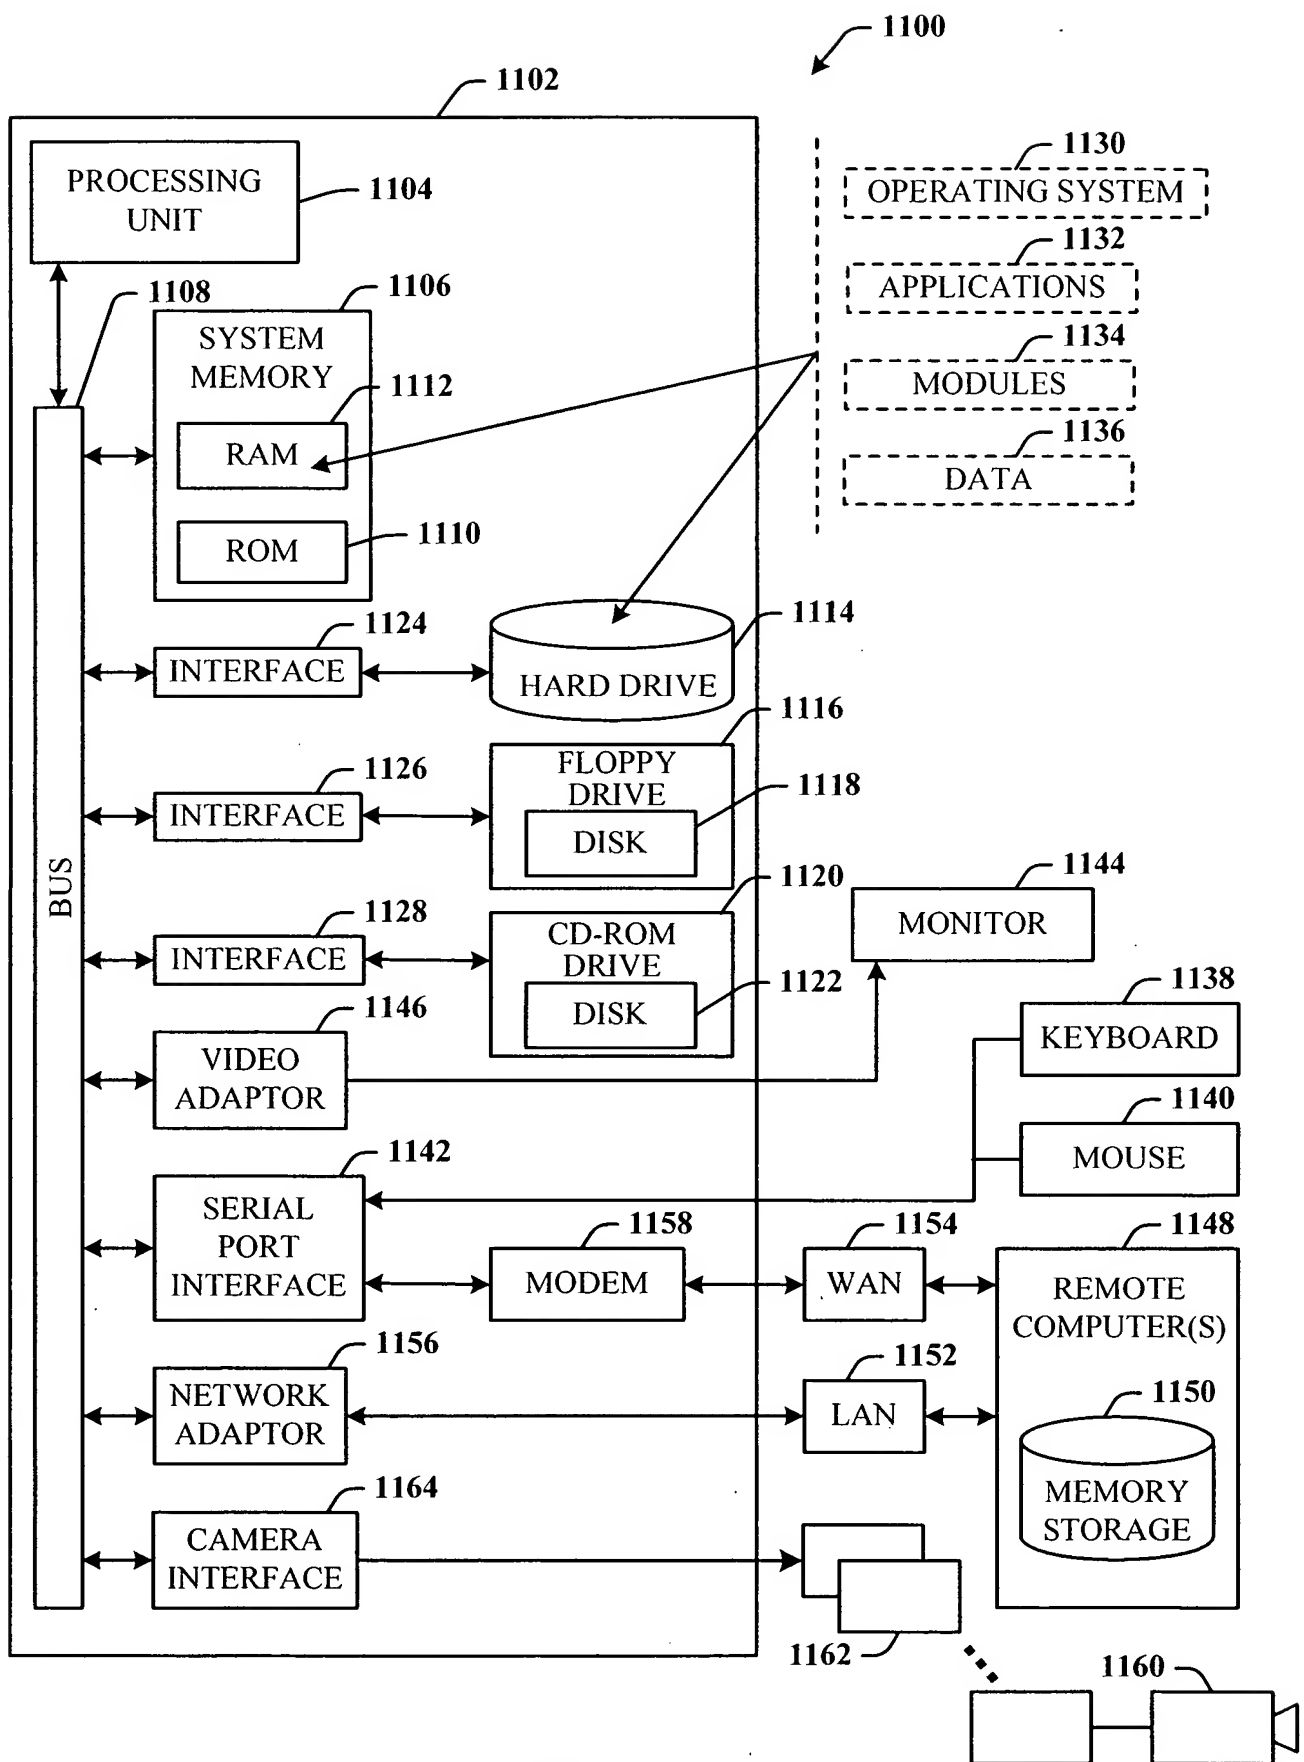 1100
1102
PROCESSING
UNIT
1104
1130
OPERATING SYSTEM
1132
APPLICATIONS
1134
MODULES
1136
DATA
1108
1106
SYSTEM
MEMORY
1112
RAM
1110
ROM
BUS
1124
INTERFACE
1114
HARD DRIVE
1116
FLOPPY
DRIVE
1126
INTERFACE
1118
DISK
1120
CD-ROM
DRIVE
1128
INTERFACE
1122
DISK
1144
MONITOR
1138
KEYBOARD
1146
VIDEO
ADAPTOR
1140
MOUSE
1142
SERIAL
PORT
INTERFACE
1158
MODEM
1154
WAN
1148
REMOTE
COMPUTER(S)
1156
NETWORK
ADAPTOR
1152
LAN
1150
MEMORY
STORAGE
1164
CAMERA
INTERFACE
1162
1160